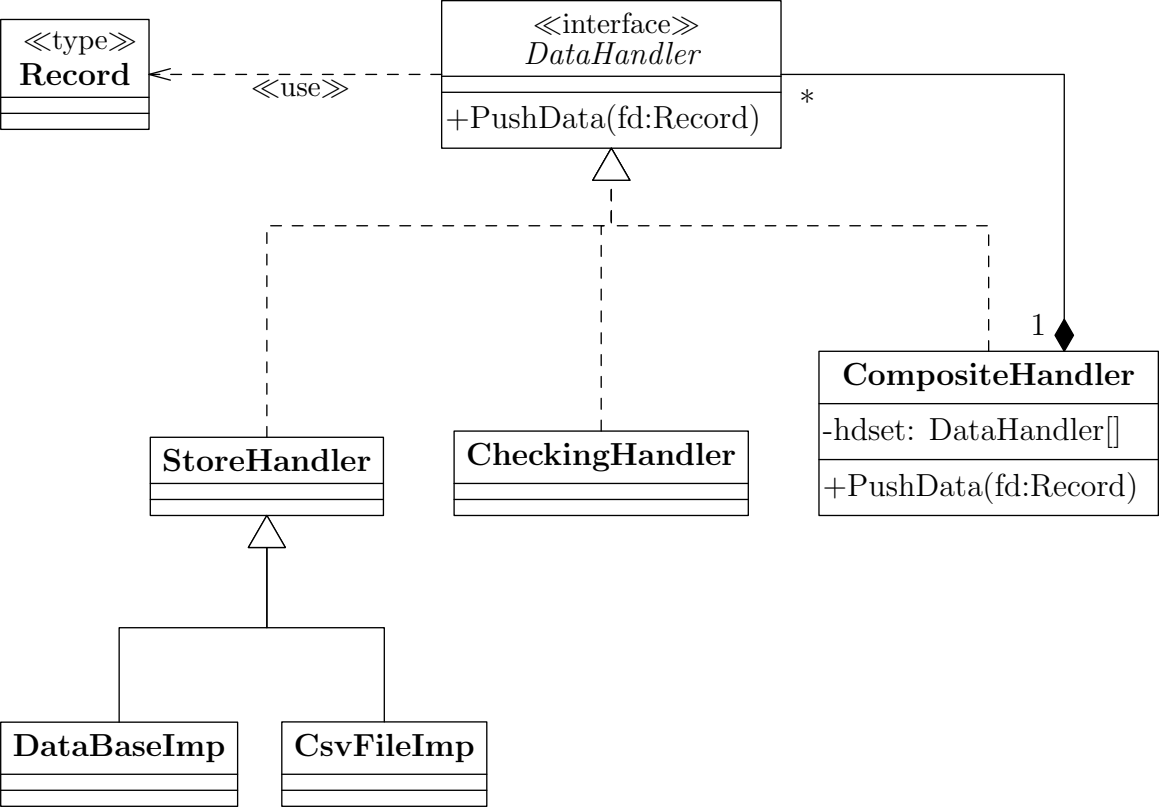 ≪type≫
Record
≪use≫
≪interface≫
DataHandler
+PushData(fd:Record)
*
1
CompositeHandler
-hdset: DataHandler[]
+PushData(fd:Record)
StoreHandler
CheckingHandler
DataBaseImp
CsvFileImp